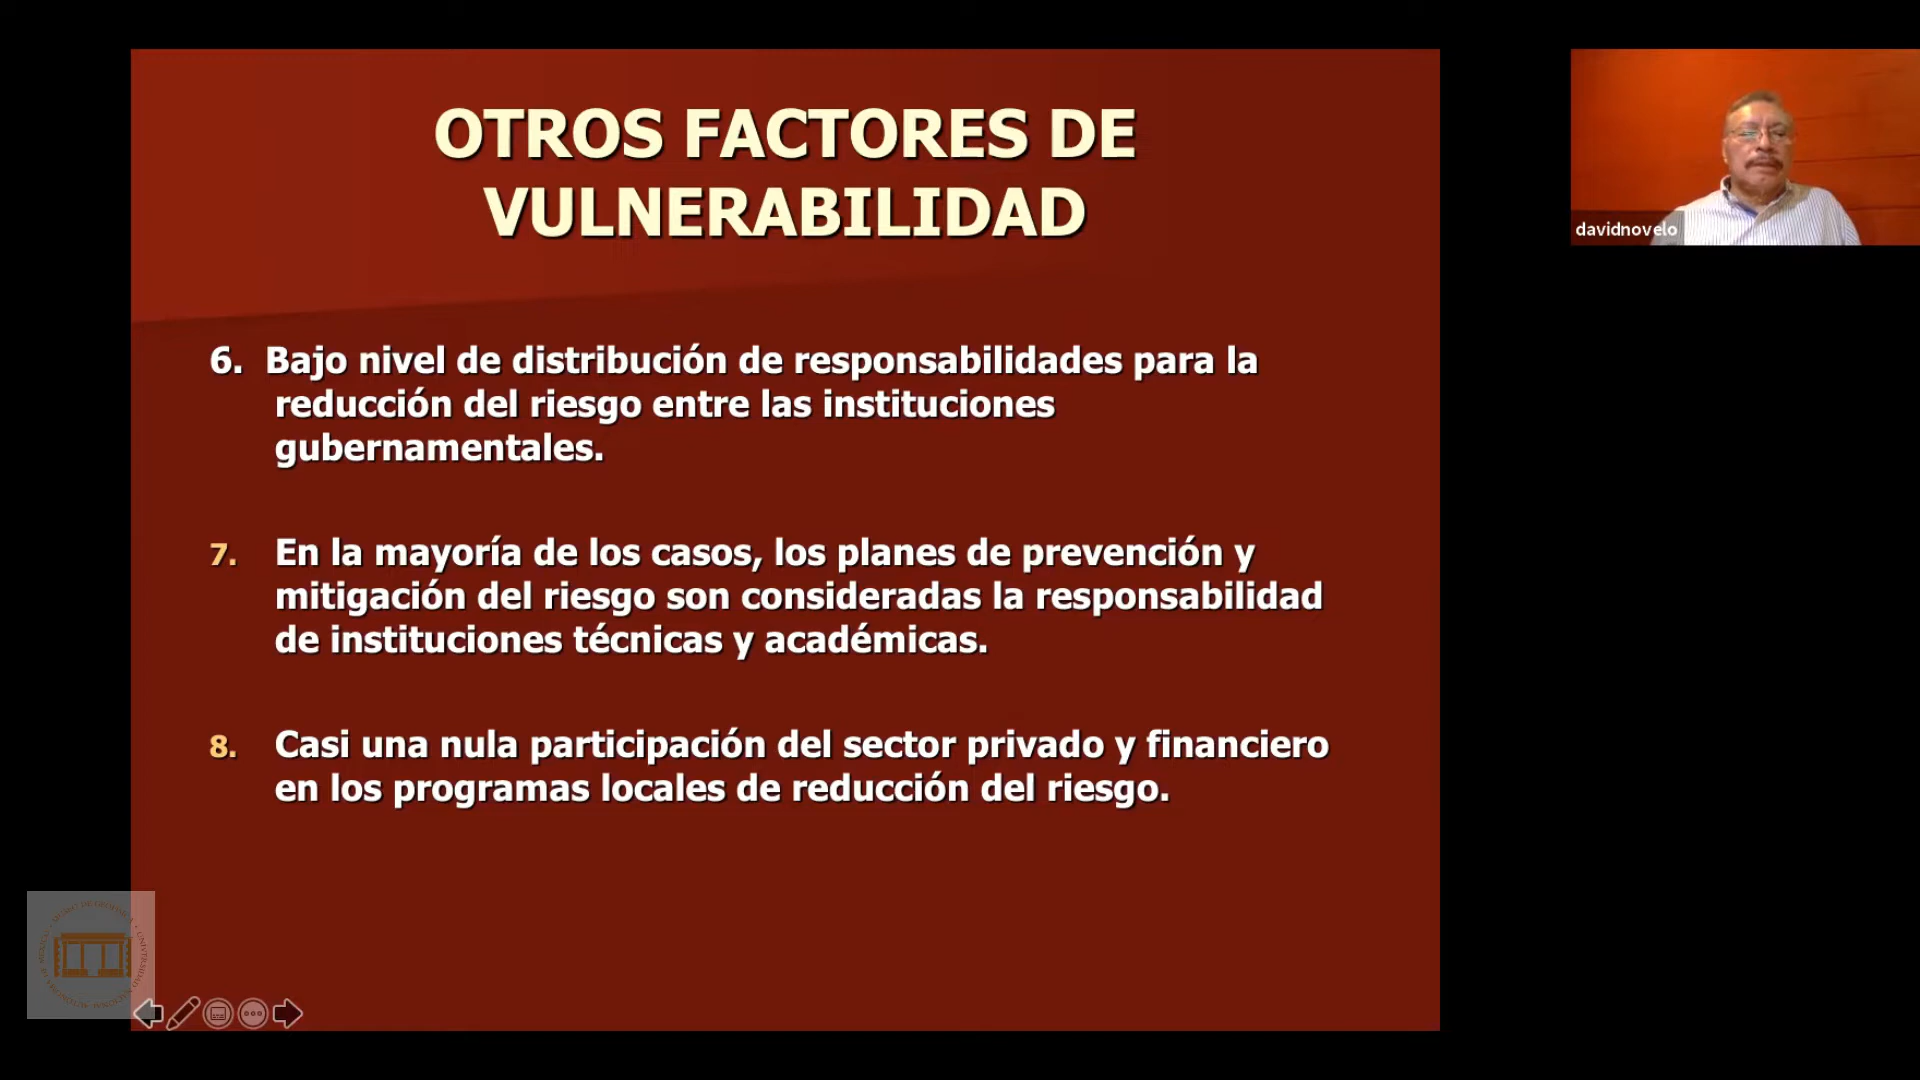 OTROS FACTORES DE
VULNERABILIDAD
6. Bajo nivel de distribución de responsabilidades para la
reducción del riesgo entre las instituciones
gubernamentales.
7. En la mayoría de los casos, los planes de prevención y
mitigación del riesgo son consideradas la responsabilidad
de instituciones técnicas y académicas.
8. Casi una nula participación del sector privado y financiero
en los programas locales de reducción del riesgo.
davidnovelo